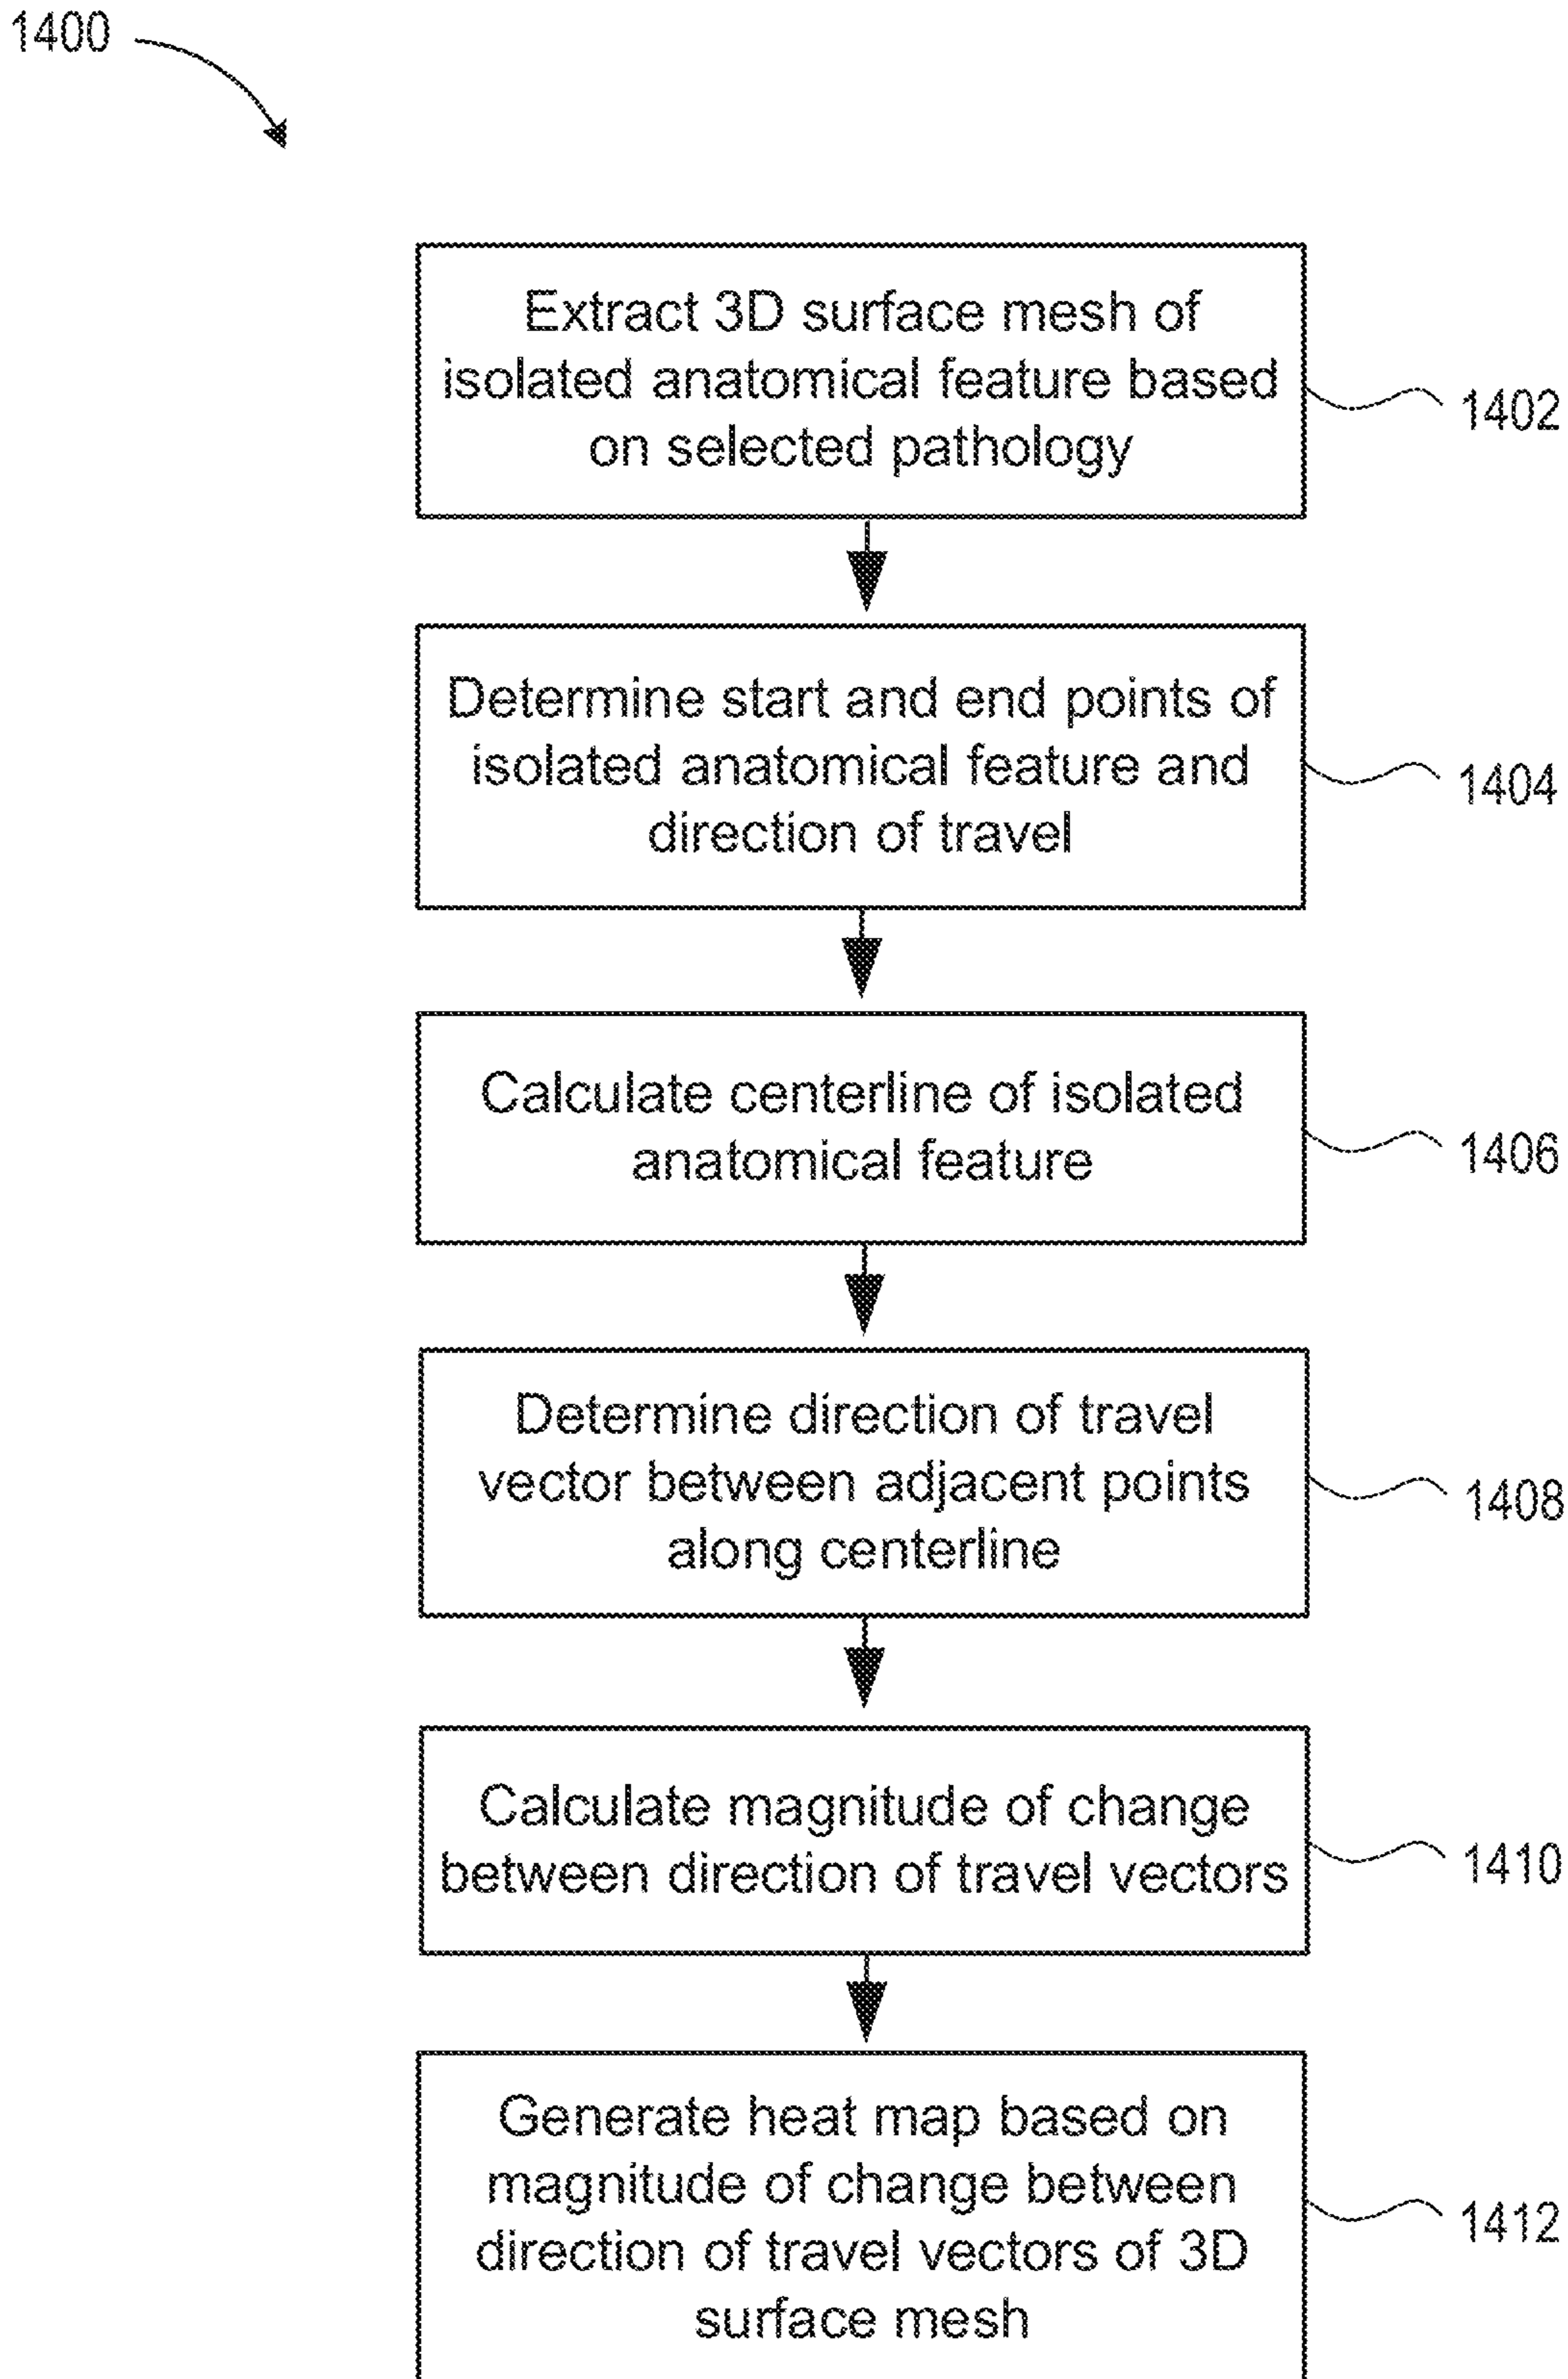 1400
Extract 3D surface mesh of
isolated anatomical feature based
on selected pathology
1402
Determine start and end points of
isolated anatomical feature and
direction of travel
1404
Calculate centerline of isolated
anatomical feature
1406
Determine direction of travel
vector between adjacent points
along centerline
1408
Calculate magnitude of change
between direction of travel vectors
1410
Generate heat map based on
magnitude of change between
direction of travel vectors of 3D
surface mesh
1412